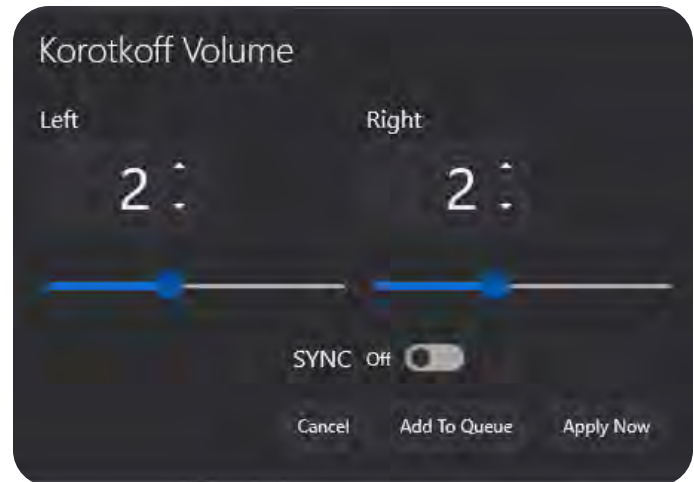 Korotkoff Volume
Left Right
2 2
SYNC Off
Cancel Add To Queue Apply Now